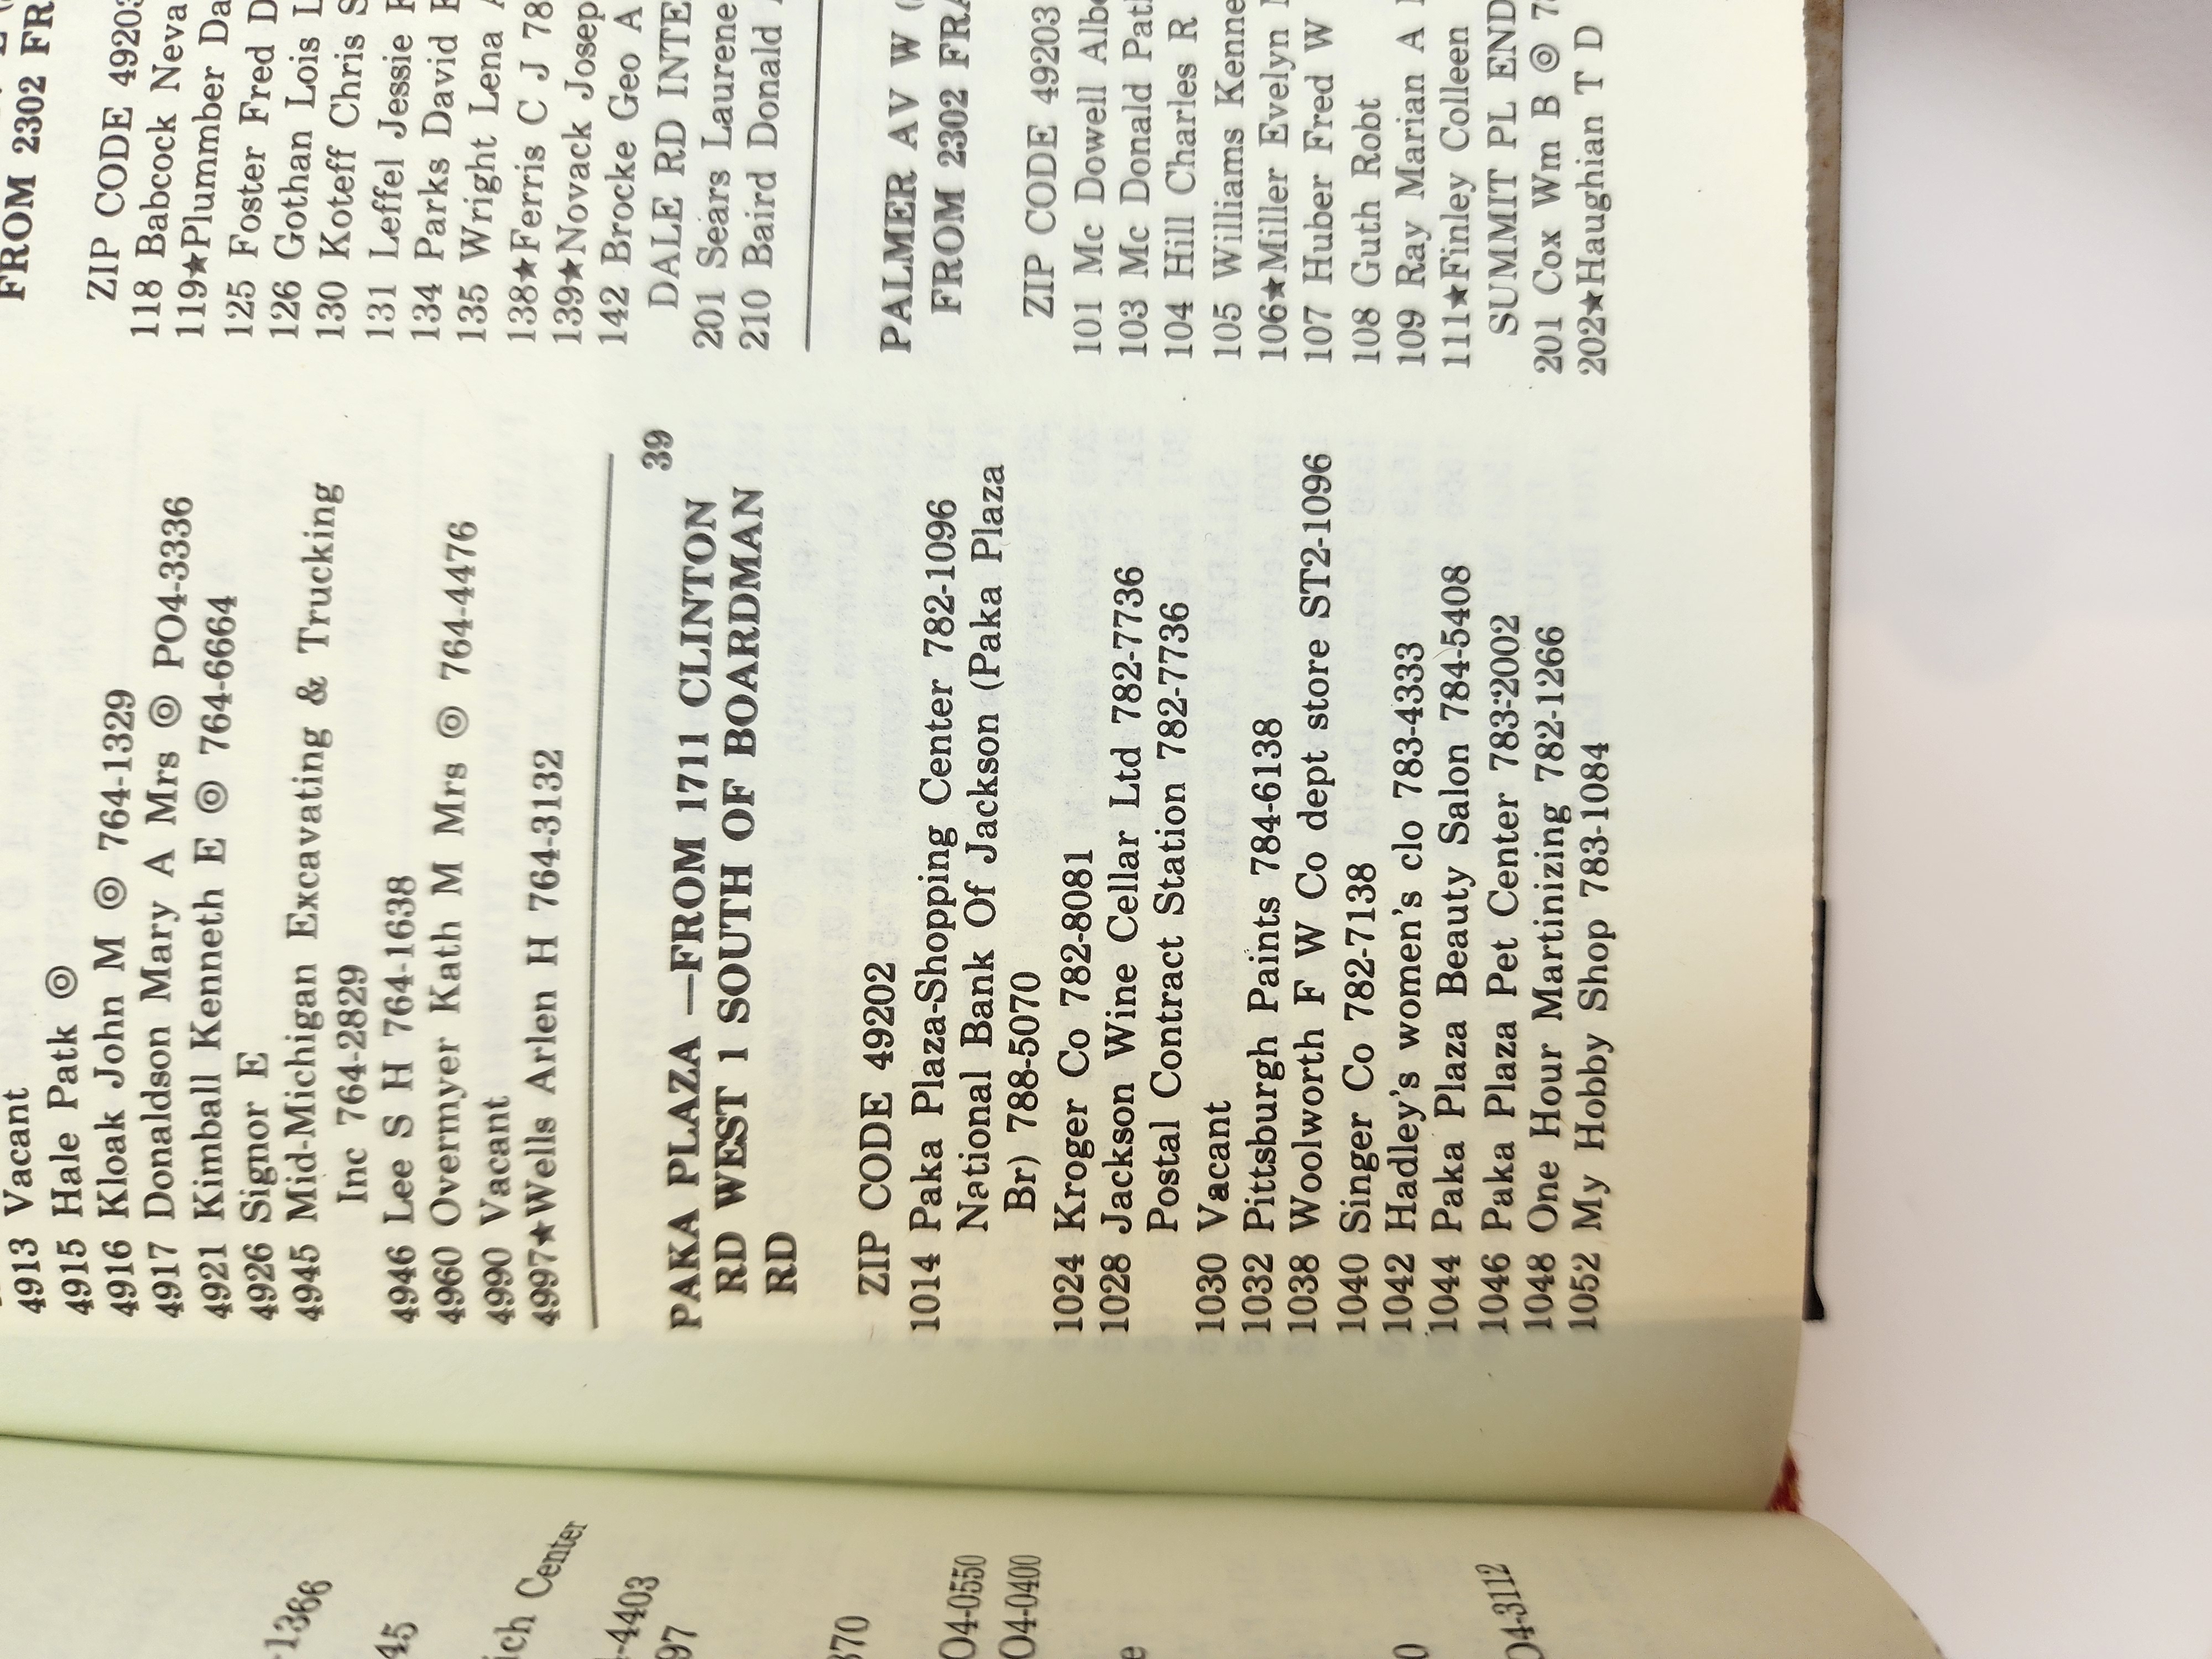 4913 Vacant
4915 Hale Patk ⌾
4916 Kloak John M ⌾ 764-1329
4917 Donaldson Mary A Mrs ⌾ PO4-3336
4921 Kimball Kenneth E ⌾ 764-6664
4926 Signor E
4945 Mid-Michigan Excavating & Trucking
Inc 764-2829
4946 Lee S H 764-1638
4960 Overmyer Kath M Mrs ⌾ 764-4476
4990 Vacant
4997★Wells Arlen H 764-3132
39
PAKA PLAZA —FROM 1711 CLINTON
RD WEST 1 SOUTH OF BOARDMAN
RD
ZIP CODE 49202
1014 Paka Plaza-Shopping Center 782-1096
National Bank Of Jackson (Paka Plaza
Br) 788-5070
1024 Kroger Co 782-8081
1028 Jackson Wine Cellar Ltd 782-7736
Postal Contract Station 782-7736
1030 Vacant
1032 Pittsburgh Paints 784-6138
1038 Woolworth F W Co dept store ST2-1096
1040 Singer Co 782-7138
1042 Hadley's women's clo 783-4333
1044 Paka Plaza Beauty Salon 784-5408
1046 Paka Plaza Pet Center 783-2002
1048 One Hour Martinizing 782-1266
1052 My Hobby Shop 783-1084
FROM 2302 FR
ZIP CODE 49203
118 Babcock Neva
119★Plummber Da
125 Foster Fred D
126 Gothan Lois L
130 Koteff Chris S
131 Leffel Jessie F
134 Parks David
135 Wright Lena A
138★Ferris C J 78
139★Novack Josep
142 Brocke Geo A
DALE RD INTE
201 Sears Laurene
210 Baird Donald
PALMER AV W (
FROM 2302 FRA
ZIP CODE 49203
101 Mc Dowell Albe
103 Mc Donald Pat
104 Hill Charles R
105 Williams Kenne
106★Miller Evelyn
107 Huber Fred W
108 Guth Robt
109 Ray Marian A
111★Finley Colleen
SUMMIT PL END
201 Cox Wm B ⌾ 7
202★Haughian T D
-1366
45
ich Center
-4403
97
370
O4-0550
O4-0400
e
0
O4-3112